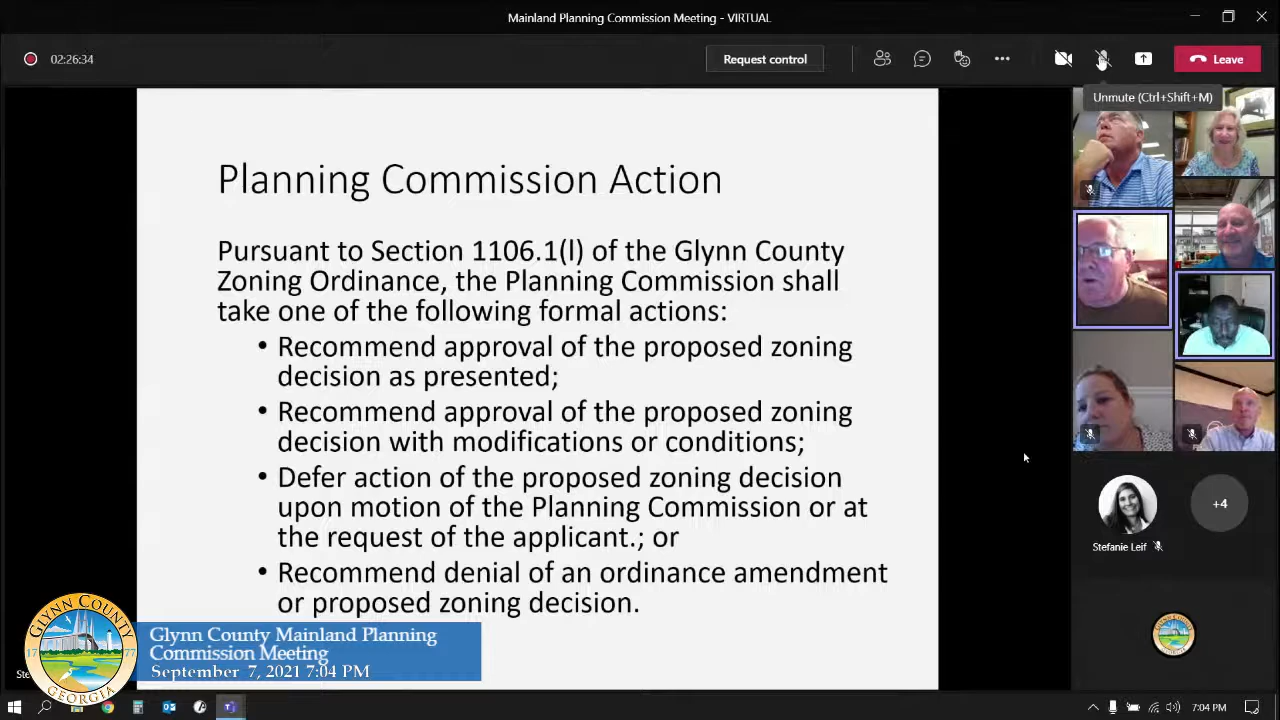 Mainland Planning Commission Meeting - VIRTUAL
02:26:34
Request control
Leave
Unmute (Ctrl+Shift+M)
Planning Commission Action
Pursuant to Section 1106.1(l) of the Glynn County
Zoning Ordinance, the Planning Commission shall
take one of the following formal actions:
• Recommend approval of the proposed zoning
decision as presented;
• Recommend approval of the proposed zoning
decision with modifications or conditions;
• Defer action of the proposed zoning decision
upon motion of the Planning Commission or at
the request of the applicant.; or
• Recommend denial of an ordinance amendment
or proposed zoning decision.
+4
Stefanie Leif
GLYNN COUNTY
1777
GEORGIA
Glynn County Mainland Planning
Commission Meeting
September 7, 2021 7:04 PM
7:04 PM